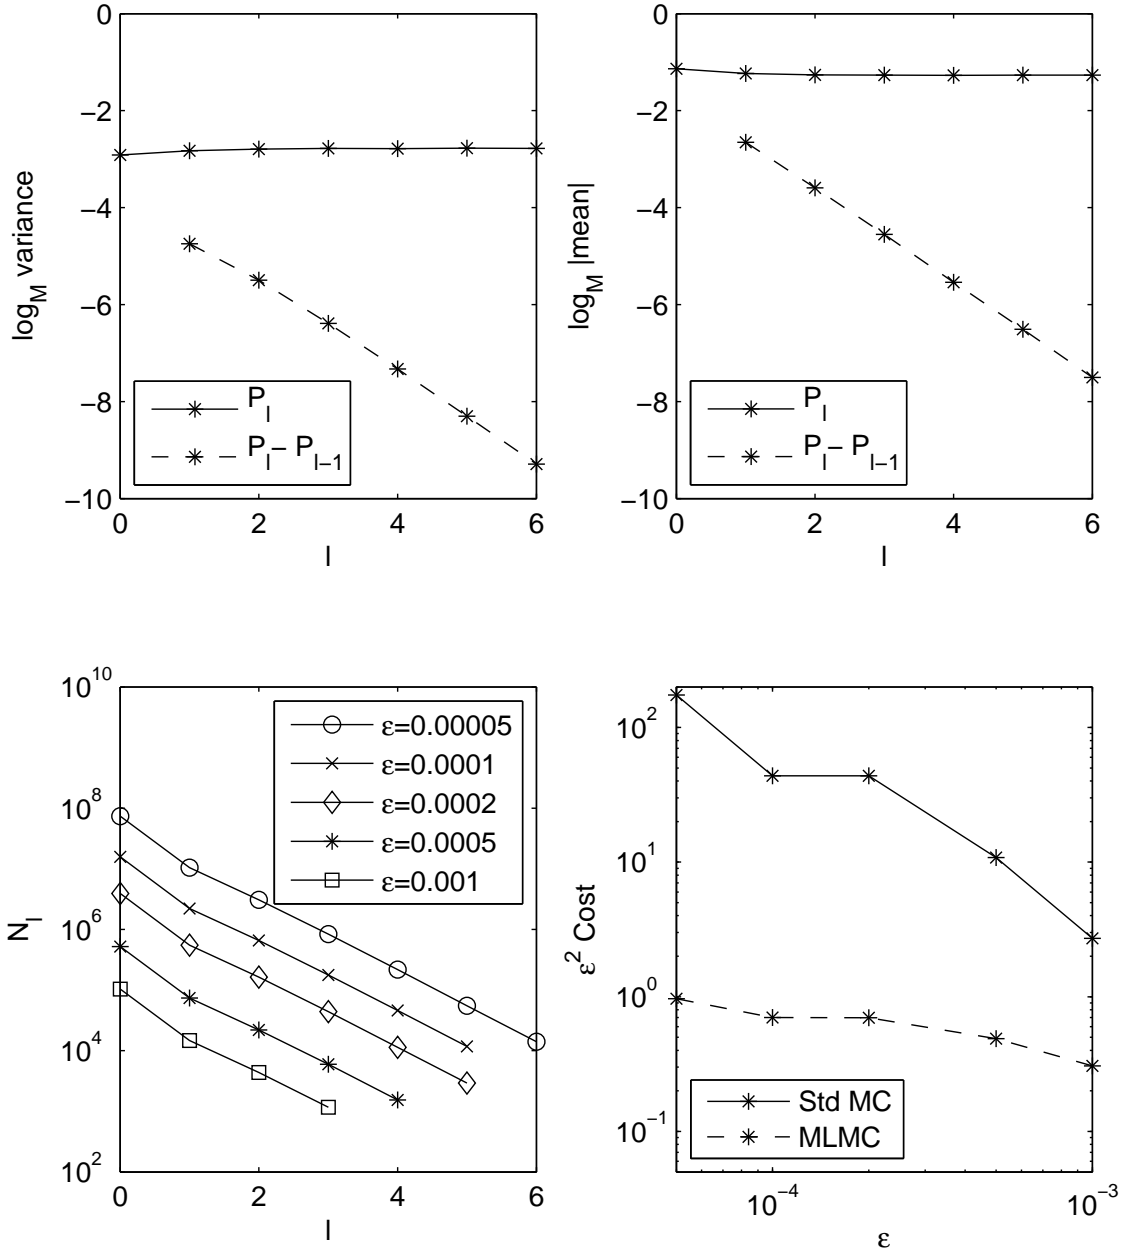 0
−2
−4
−6
−8
−10
0 2 4 6
l
log_M variance
P_l
P_l− P_{l−1}
0
−2
−4
−6
−8
−10
0 2 4 6
l
log_M |mean|
P_l
P_l− P_{l−1}
10^10
10^8
10^6
10^4
10^2
0 2 4 6
l
N_l
ε=0.00005
ε=0.0001
ε=0.0002
ε=0.0005
ε=0.001
10^2
10^1
10^0
10^−1
10^−4 10^−3
ε
ε^2 Cost
Std MC
MLMC